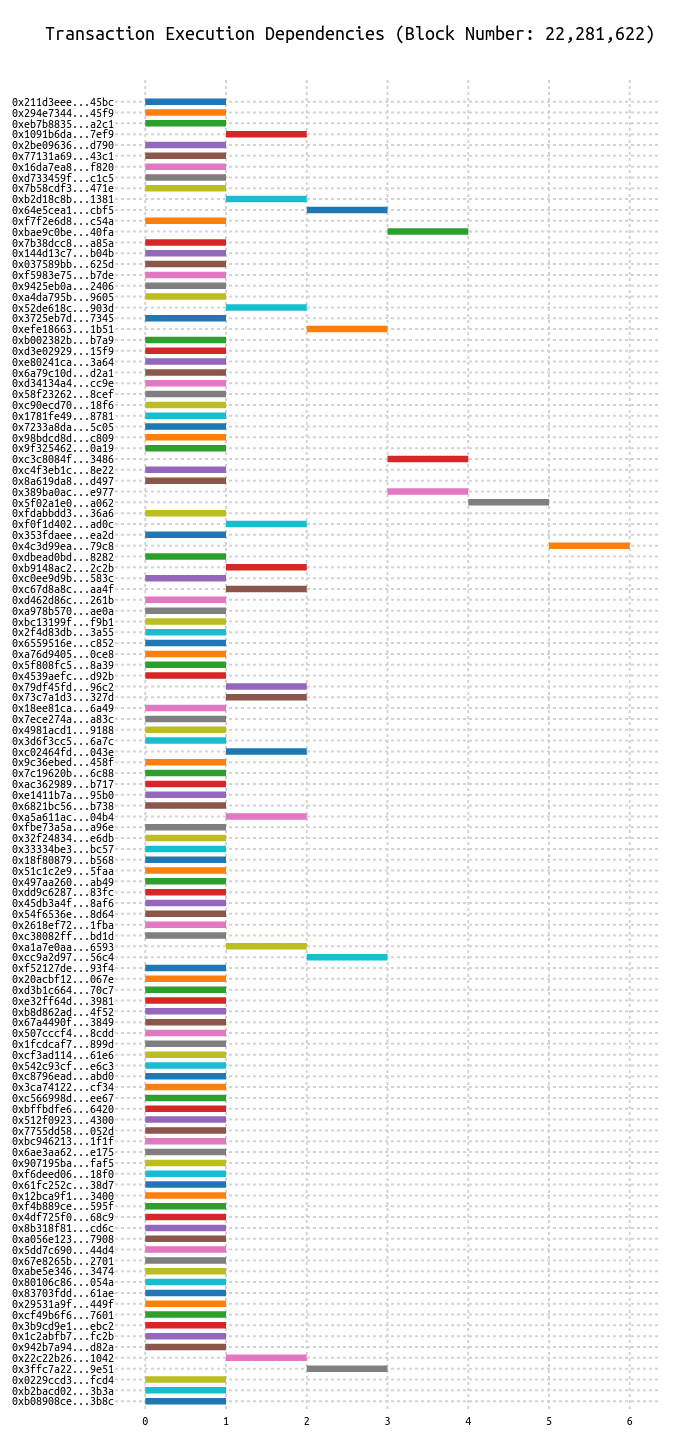 Transaction Execution Dependencies (Block Number: 22,281,622)
0x211d3eee...45bc
0x294e7344...45f9
0xeb7b8835...a2c1
0x1091b6da...7ef9
0x2be09636...d790
0x77131a69...43c1
0x16da7ea8...f820
0xd733459f...c1c5
0x7b58cdf3...471e
0xb2d18c8b...1381
0x64e5cea1...cbf5
0xf7f2e6d8...c54a
0xbae9c0be...40fa
0x7b38dcc8...a85a
0x144d13c7...b04b
0x037589bb...625d
0xf5983e75...b7de
0x9425eb0a...2406
0xa4da795b...9605
0x52de618c...903d
0x3725eb7d...7345
0xefe18663...1b51
0xb002382b...b7a9
0xd3e02929...15f9
0xe80241ca...3a64
0x6a79c10d...d2a1
0xd34134a4...cc9e
0x58f23262...8cef
0xc90ecd70...18f6
0x1781fe49...8781
0x7233a8da...5c05
0x98bdcd8d...c809
0x9f325462...0a19
0xc3c8084f...3486
0xc4f3eb1c...8e22
0x8a619da8...d497
0x389ba0ac...e977
0x5f02a1e0...a062
0xfdabbdd3...36a6
0xf0f1d402...ad0c
0x353fdaee...ea2d
0x4c3d99ea...79c8
0xdbead0bd...8282
0xb9148ac2...2c2b
0xc0ee9d9b...583c
0xc67d8a8c...aa4f
0xd462d86c...261b
0xa978b570...ae0a
0xbc13199f...f9b1
0x2f4d83db...3a55
0x6559516e...c852
0xa76d9405...0ce8
0x5f808fc5...8a39
0x4539aefc...d92b
0x79df45fd...96c2
0x73c7a1d3...327d
0x18ee81ca...6a49
0x7ece274a...a83c
0x4981acd1...9188
0x3d6f3cc5...6a7c
0xc02464fd...043e
0x9c36ebed...458f
0x7c19620b...6c88
0xac362989...b717
0xe1411b7a...95b0
0x6821bc56...b738
0xa5a611ac...04b4
0xfbe73a5a...a96e
0x32f24834...e6db
0x33334be3...bc57
0x18f80879...b568
0x51c1c2e9...5faa
0x497aa260...ab49
0xdd9c6287...83fc
0x45db3a4f...8af6
0x54f6536e...8d64
0x2618ef72...1fba
0xc38082ff...bd1d
0xa1a7e0aa...6593
0xcc9a2d97...56c4
0xf52127de...93f4
0x20acbf12...067e
0xd3b1c664...70c7
0xe32ff64d...3981
0xb8d862ad...4f52
0x67a4490f...3849
0x507cccf4...8cdd
0x1fcdcaf7...899d
0xcf3ad114...61e6
0x542c93cf...e6c3
0xc8796ead...abd0
0x3ca74122...cf34
0xc566998d...ee67
0xbffbdfe6...6420
0x512f0923...4300
0x7755dd58...052d
0xbc946213...1f1f
0x6ae3aa62...e175
0x907195ba...faf5
0xf6deed06...18f0
0x61fc252c...38d7
0x12bca9f1...3400
0xf4b889ce...595f
0x4df725f0...68c9
0x8b318f81...cd6c
0xa056e123...7908
0x5dd7c690...44d4
0x67e8265b...2701
0xabe5e346...3474
0x80106c86...054a
0x83703fdd...61ae
0x29531a9f...449f
0xcf49b6f6...7601
0x3b9cd9e1...ebc2
0x1c2abfb7...fc2b
0x942b7a94...d82a
0x22c22b26...1042
0x3ffc7a22...9e51
0x0229ccd3...fcd4
0xb2bacd02...3b3a
0xb08908ce...3b8c
0 1 2 3 4 5 6